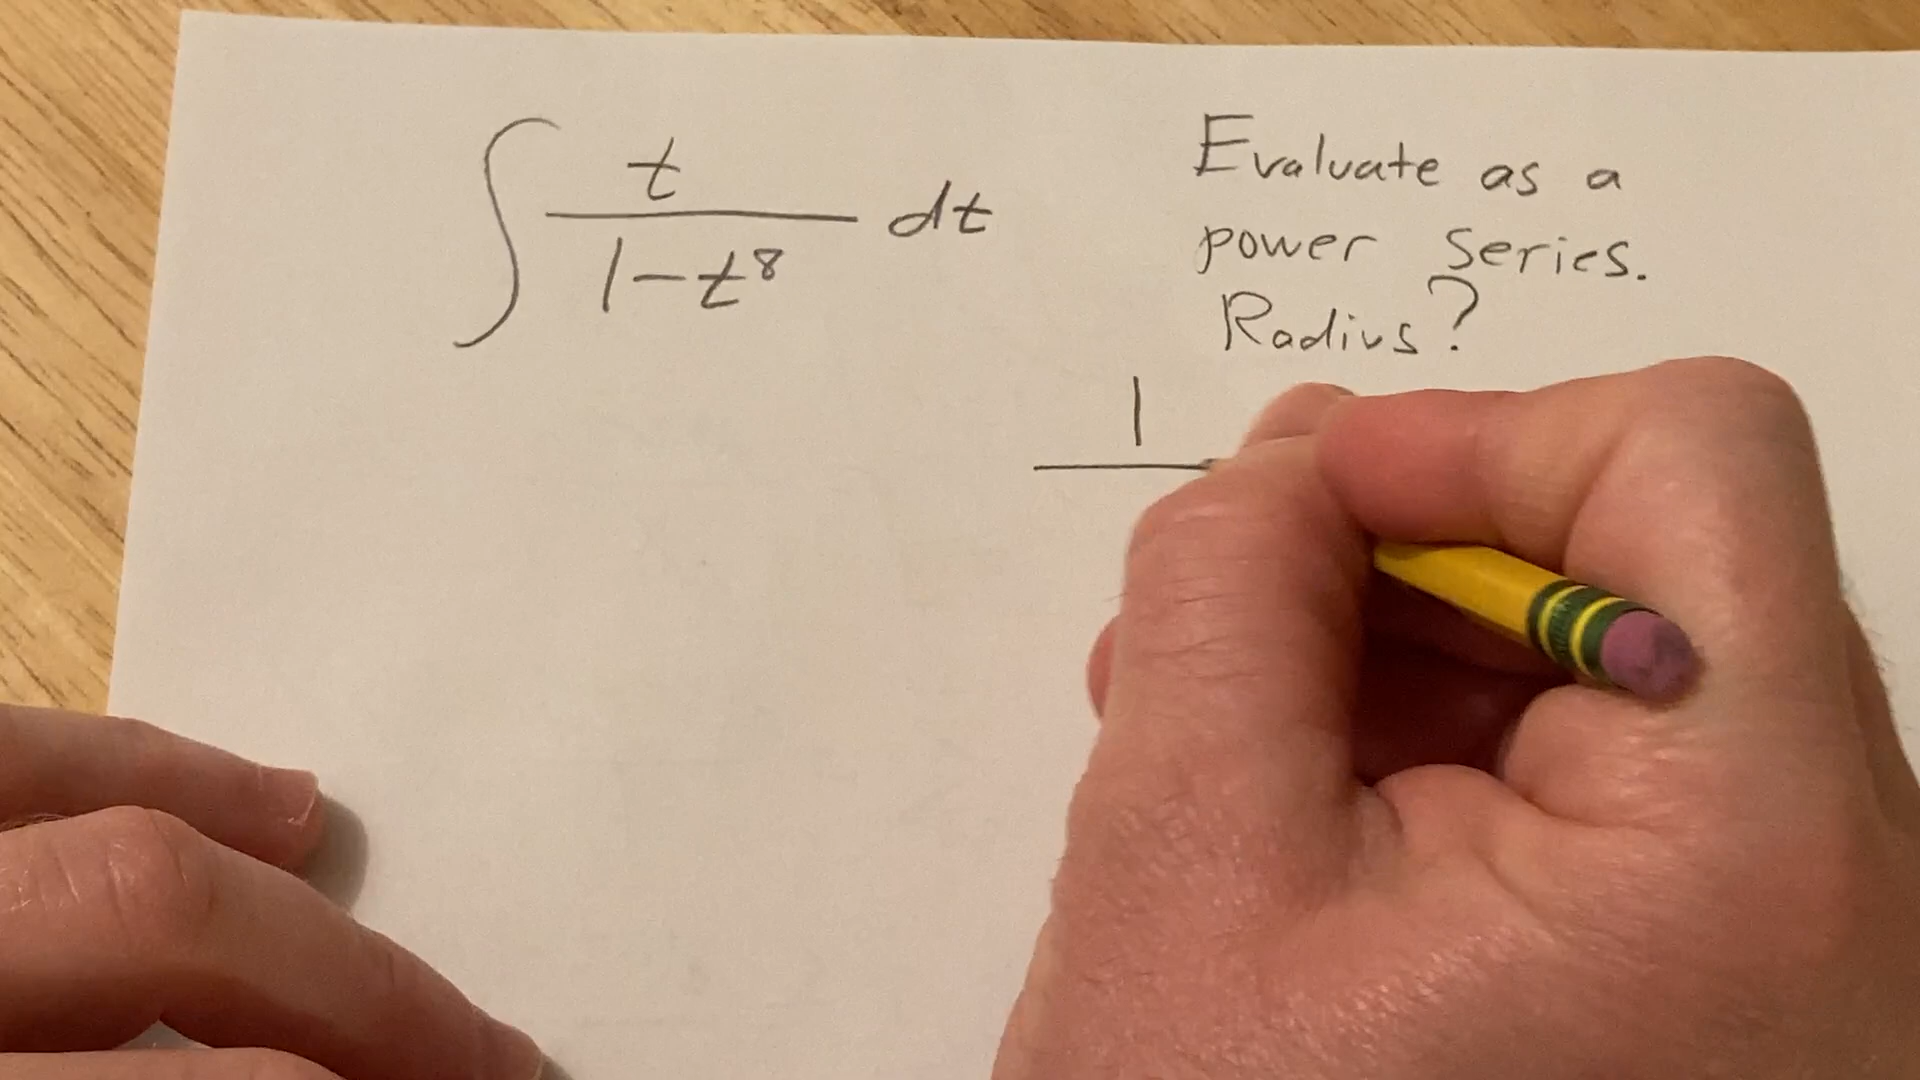 ∫ t/(1-t⁸) dt
Evaluate as a
power series.
Radius?
1